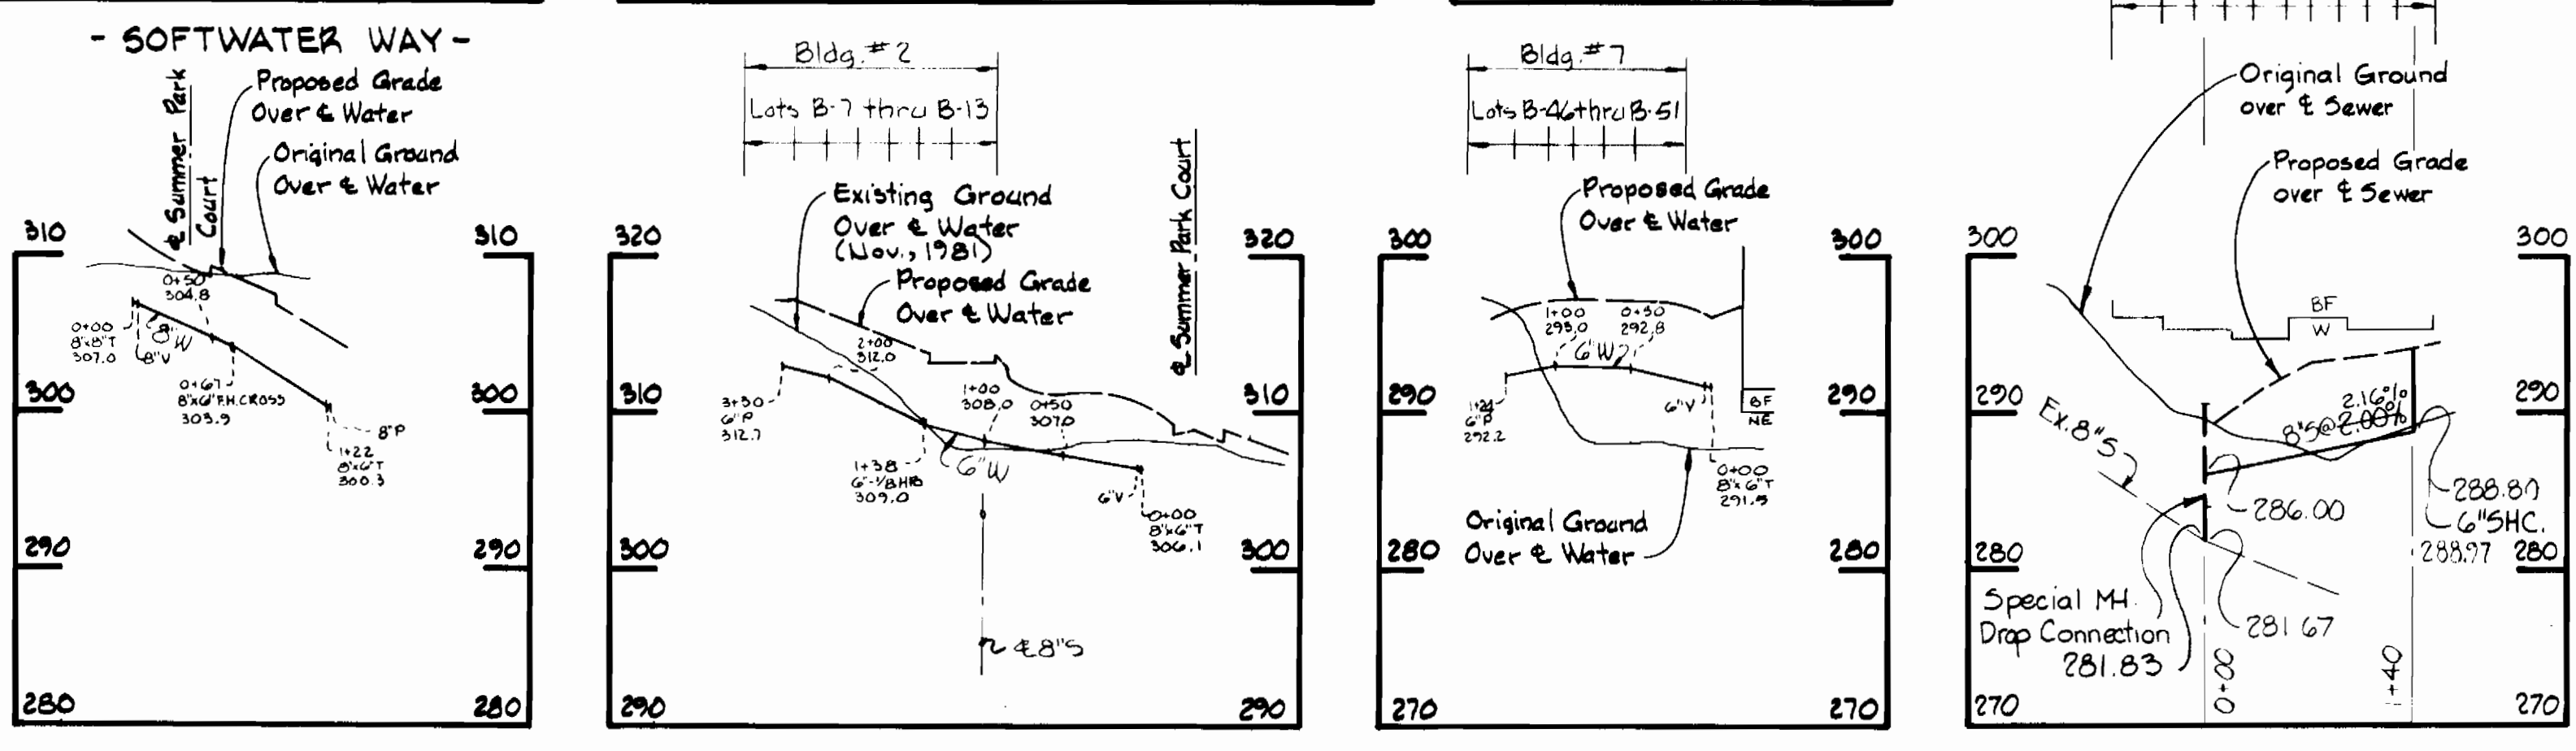 - SOFTWATER WAY -
℄ Summer Park
Court
Proposed Grade
Over ℄ Water
Original Ground
Over ℄ Water
310
310
0+50
304.8
0+00
8"x8"T
307.0
8"W
8"V
0+67
8"x6" F.H. CROSS
303.9
300
300
8"P
1+22
8"x6"T
300.3
290
290
280
280
Bldg. #2
Lots B-7 thru B-13
Existing Ground
Over ℄ Water
(Nov., 1981)
Proposed Grade
Over ℄ Water
℄ Summer Park Court
320
320
2+00
312.0
310
310
3+30
6"P
312.7
1+00
308.0
0+50
307.0
1+38
6"-1/8HB
309.0
6"W
6"V
0+00
8"x6"T
306.1
300
300
℄ 8"S
290
290
Bldg. #7
Lots B-46 thru B-51
Proposed Grade
Over ℄ Water
300
300
1+00
293.0
0+50
292.8
6"W
290
290
6"P
292.2
6"V
BF
NE
0+00
8"x6"T
291.5
Original Ground
Over ℄ Water
280
280
270
270
Original Ground
over ℄ Sewer
Proposed Grade
over ℄ Sewer
300
300
BF
W
290
290
2.16%
8"S@2.00%
Ex. 8"S
286.00
288.80
6"SHC.
288.97
280
280
Special MH.
Drop Connection
281.83
281.67
0+00
1+40
270
270